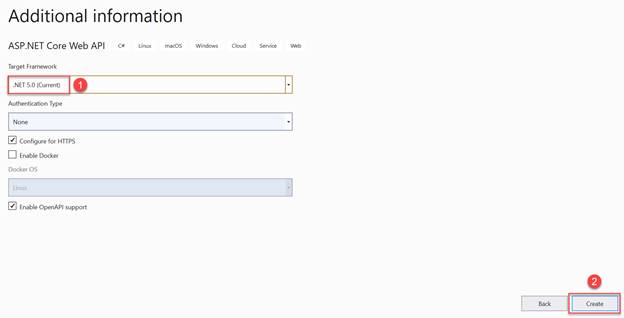 Additional information
ASP.NET Core Web API C# Linux macOS Windows Cloud Service Web
Target Framework
.NET 5.0 (Current) 1
Authentication Type
None
Configure for HTTPS
Enable Docker
Docker OS
Linux
Enable OpenAPI support
2
Back Create